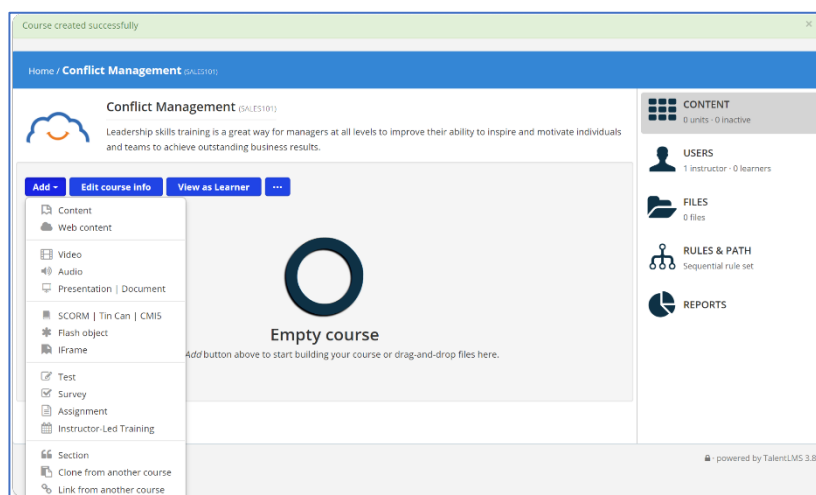 Course created successfully
×
Home / Conflict Management (SALES101)
Conflict Management (SALES101)
Leadership skills training is a great way for managers at all levels to improve their ability to inspire and motivate individuals
and teams to achieve outstanding business results.
Add
Edit course info
View as Learner
...
Content
Web content
Video
Audio
Presentation | Document
SCORM | Tin Can | CMI5
Flash object
IFrame
Test
Survey
Assignment
Instructor-Led Training
Section
Clone from another course
Link from another course
Empty course
Add button above to start building your course or drag-and-drop files here.
CONTENT
0 units · 0 inactive
USERS
1 instructor · 0 learners
FILES
0 files
RULES & PATH
Sequential rule set
REPORTS
- powered by TalentLMS 3.8